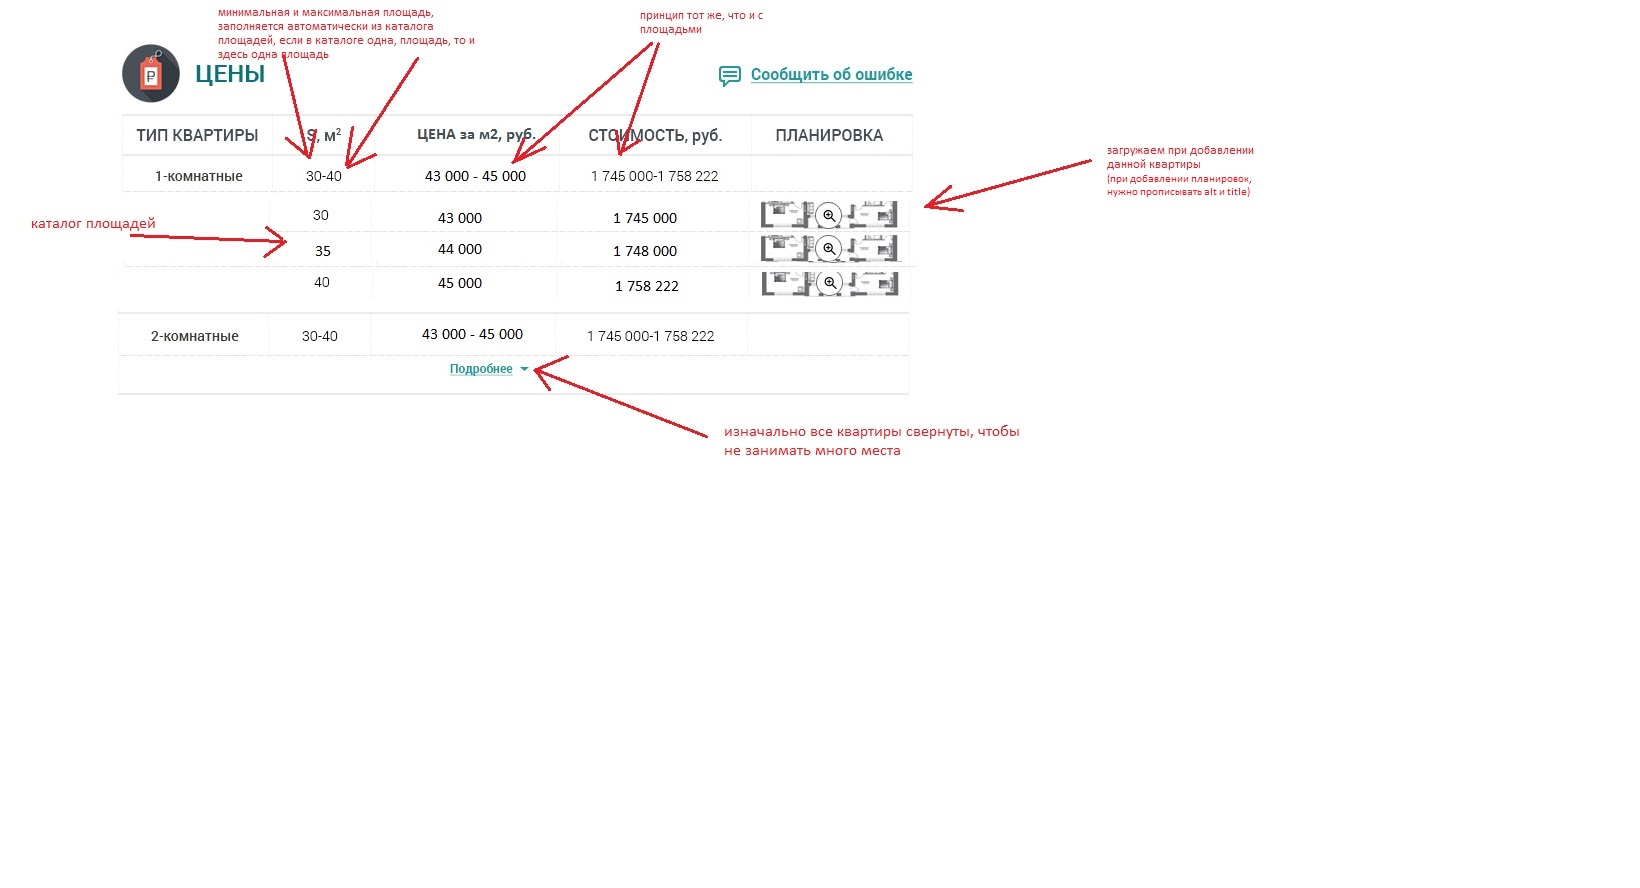 минимальная и максимальная площадь,
заполняется автоматически из каталога
площадей, если в каталоге одна, площадь, то и
здесь одна площадь
принцип тот же, что и с
площадьми
ЦЕНЫ
Сообщить об ошибке
ТИП КВАРТИРЫ S, м² ЦЕНА за м2, руб. СТОИМОСТЬ, руб. ПЛАНИРОВКА
1-комнатные 30-40 43 000 - 45 000 1 745 000-1 758 222
загружаем при добавлении
данной квартиры
(при добавлении планировок,
нужно прописывать alt и title)
30 43 000 1 745 000
каталог площадей
35 44 000 1 748 000
40 45 000 1 758 222
2-комнатные 30-40 43 000 - 45 000 1 745 000-1 758 222
Подробнее
изначально все квартиры свернуты, чтобы
не занимать много места